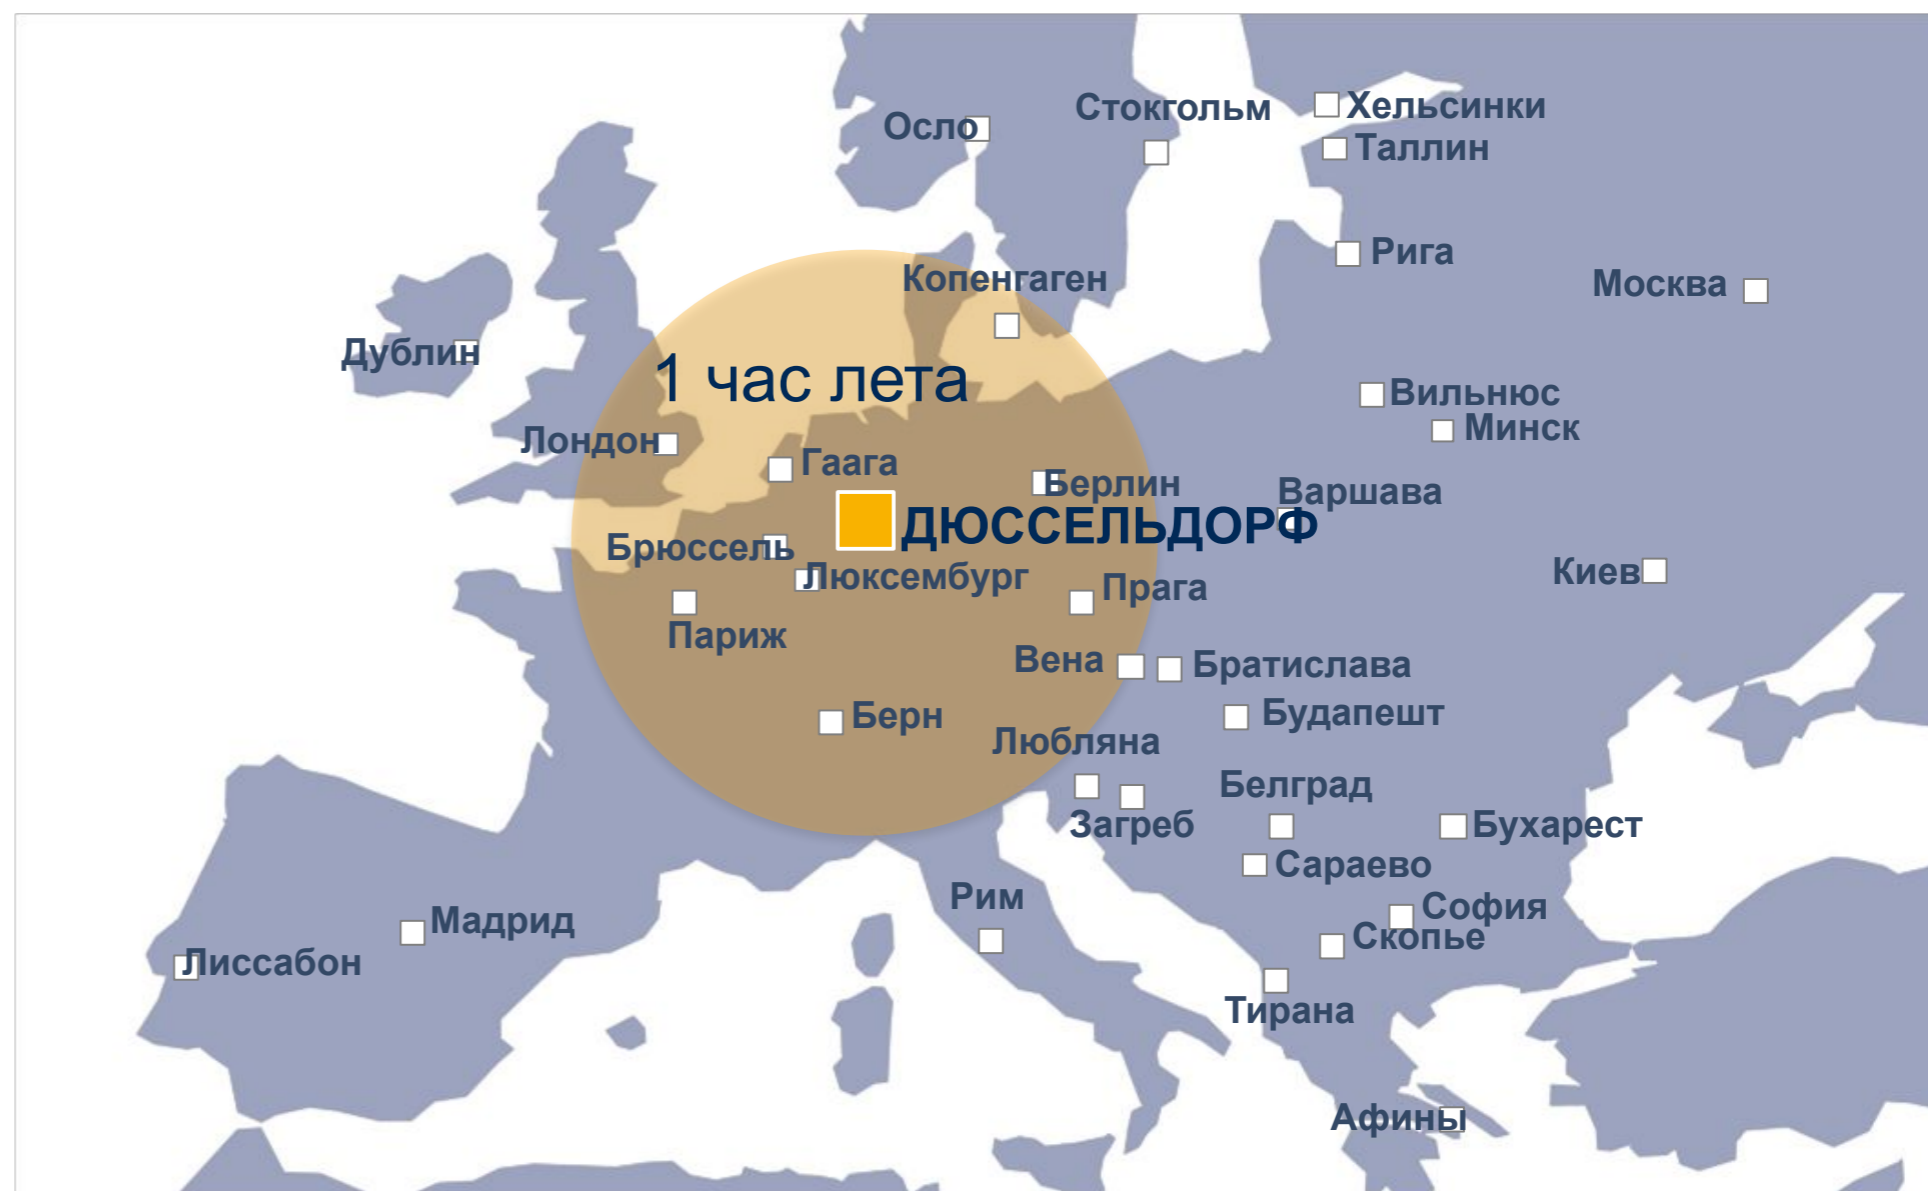 Осло
Стокгольм
Хельсинки
Таллин
Рига
Копенгаген
Москва
Дублин
1 час лета
Вильнюс
Минск
Лондон
Гаага
Берлин
Варшава
ДЮССЕЛЬДОРФ
Брюссель
Люксембург
Прага
Киев
Париж
Вена
Братислава
Берн
Будапешт
Любляна
Белград
Загреб
Бухарест
Сараево
Рим
София
Мадрид
Скопье
Лиссабон
Тирана
Афины